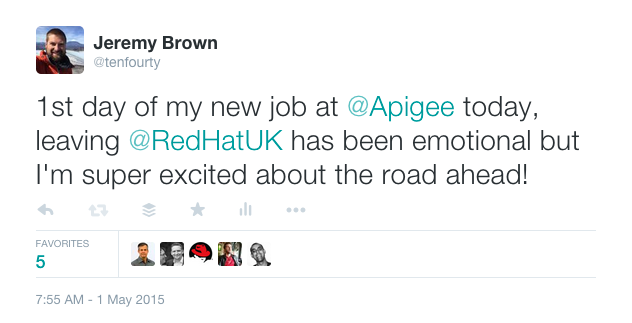 Jeremy Brown
@tenfourty
1st day of my new job at @Apigee today,
leaving @RedHatUK has been emotional but
I'm super excited about the road ahead!
FAVORITES
5
7:55 AM - 1 May 2015